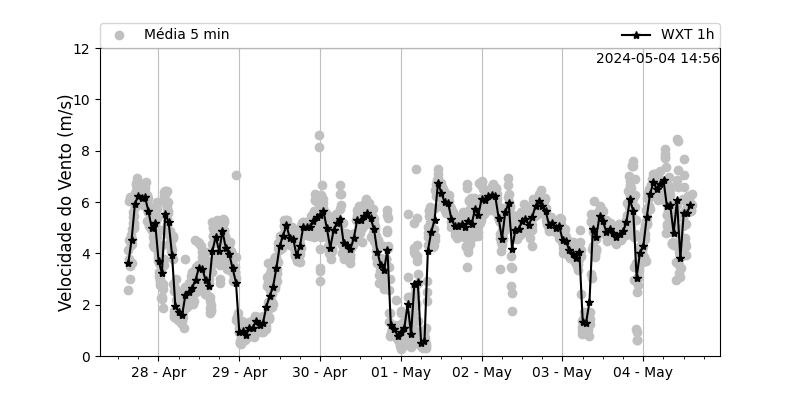 Média 5 min
WXT 1h
2024-05-04 14:56
Velocidade do Vento (m/s)
12
10
8
6
4
2
0
28 - Apr 29 - Apr 30 - Apr 01 - May 02 - May 03 - May 04 - May